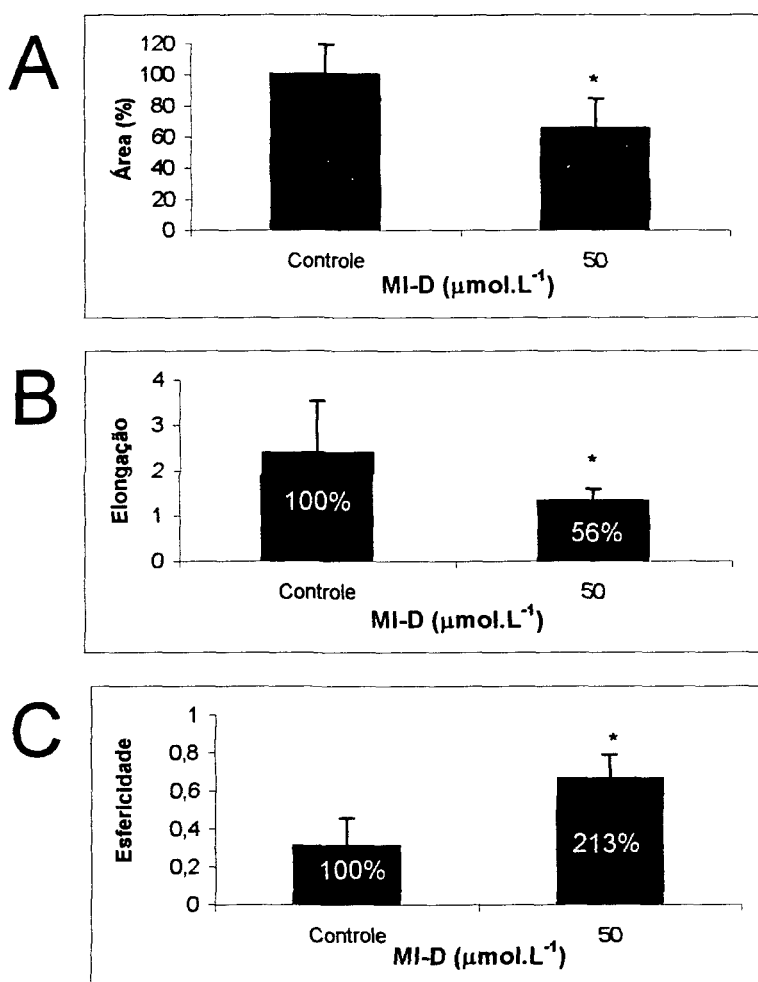 A
120
100
80
60
40
20
0
Área (%)
*
Controle
50
MI-D (μmol.L⁻¹)
B
4
3
2
1
0
Elongação
100%
*
56%
Controle
50
MI-D (μmol.L⁻¹)
C
1
0,8
0,6
0,4
0,2
0
Esfericidade
100%
*
213%
Controle
50
MI-D (μmol.L⁻¹)